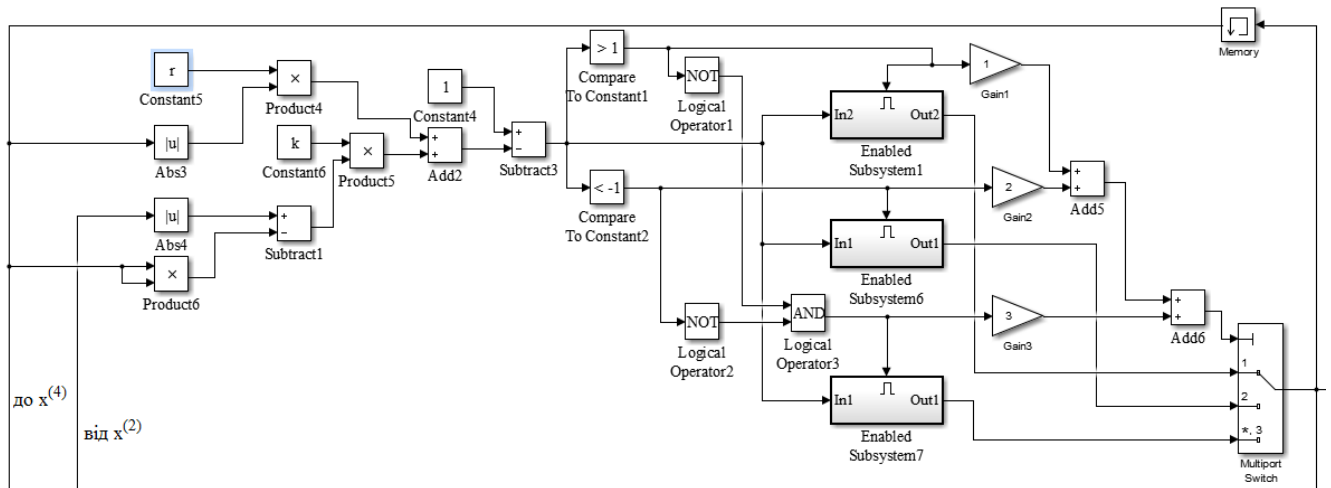 Memory
r
Constant5
×
Product4
1
Constant4
|u|
Abs3
k
Constant6
×
Product5
+
+
Add2
+
−
Subtract3
|u|
Abs4
+
−
Subtract1
×
Product6
> 1
Compare
To Constant1
NOT
Logical
Operator1
In2
Out2
Enabled
Subsystem1
1
Gain1
< -1
Compare
To Constant2
In1
Out1
Enabled
Subsystem6
2
Gain2
+
+
Add5
NOT
Logical
Operator2
AND
Logical
Operator3
3
Gain3
+
+
Add6
In1
Out1
Enabled
Subsystem7
1
2
*, 3
Multiport
Switch
до x(4)
від x(2)